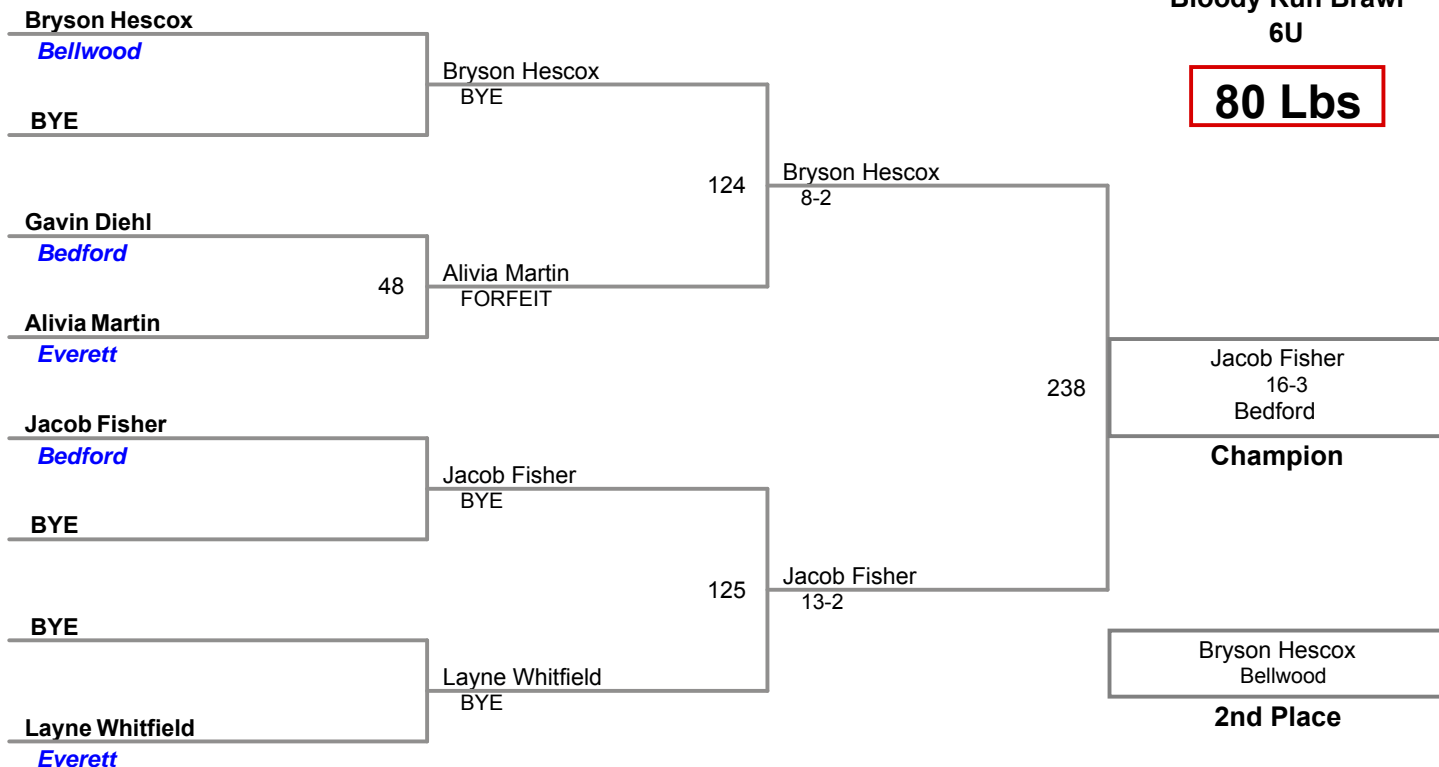 Bloody Run Brawl
6U
80 Lbs
Bryson Hescox
Bellwood
BYE
Gavin Diehl
Bedford
Alivia Martin
Everett
Jacob Fisher
Bedford
BYE
BYE
Layne Whitfield
Everett
Bryson Hescox
BYE
48
Alivia Martin
FORFEIT
Jacob Fisher
BYE
Layne Whitfield
BYE
124
Bryson Hescox
8-2
125
Jacob Fisher
13-2
238
Jacob Fisher
16-3
Bedford
Champion
Bryson Hescox
Bellwood
2nd Place